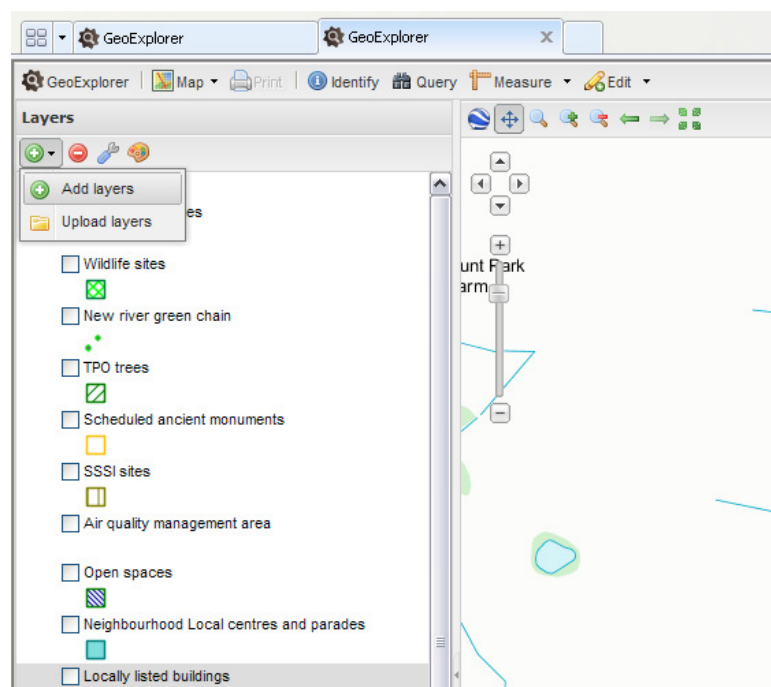 GeoExplorer
GeoExplorer
GeoExplorer Map Print Identify Query Measure Edit
Layers
Add layers
Upload layers
es
Wildlife sites
New river green chain
TPO trees
Scheduled ancient monuments
SSSI sites
Air quality management area
Open spaces
Neighbourhood Local centres and parades
Locally listed buildings
unt Park
arm